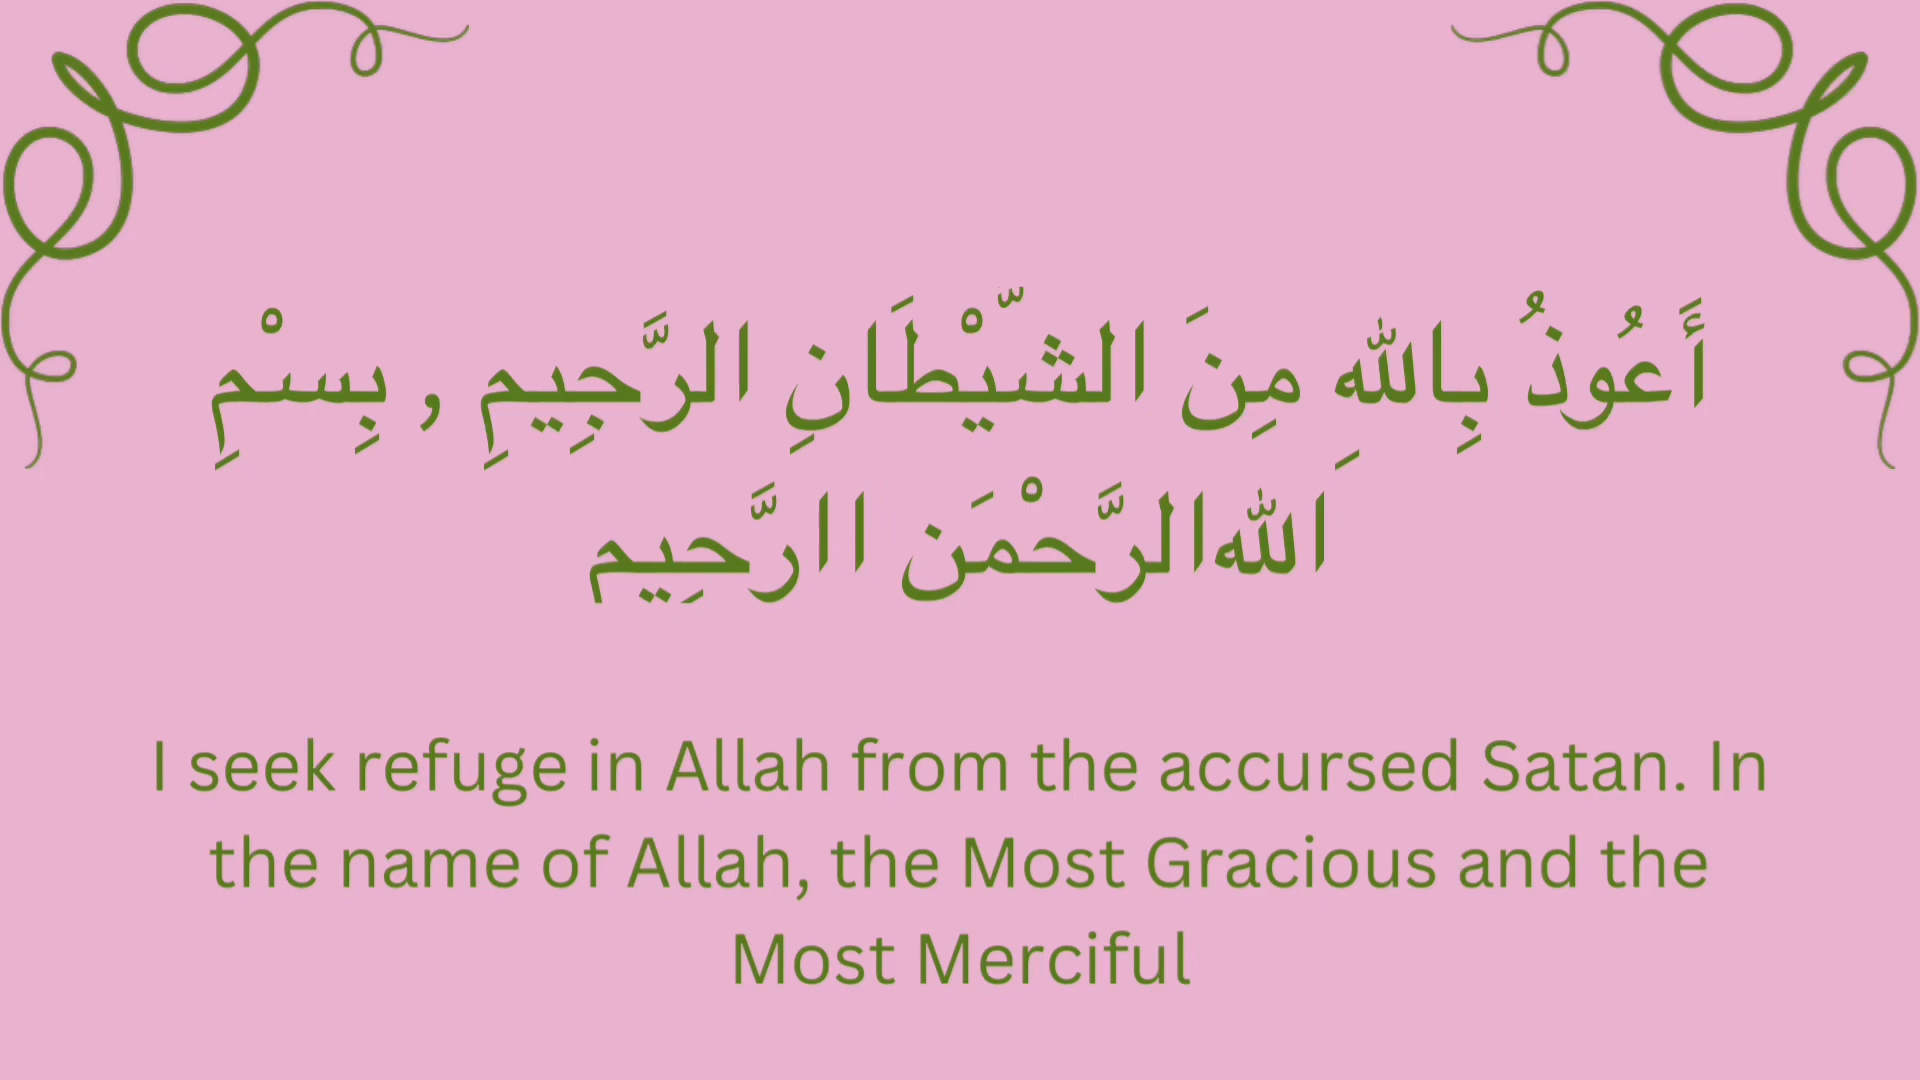 أَعُوذُ بِاللهِ مِنَ الشّيْطَانِ الرَّجِيمِ , بِسْمِ
اللهِ‌الرَّحْمَن اارَّحِيم
I seek refuge in Allah from the accursed Satan. In
the name of Allah, the Most Gracious and the
Most Merciful